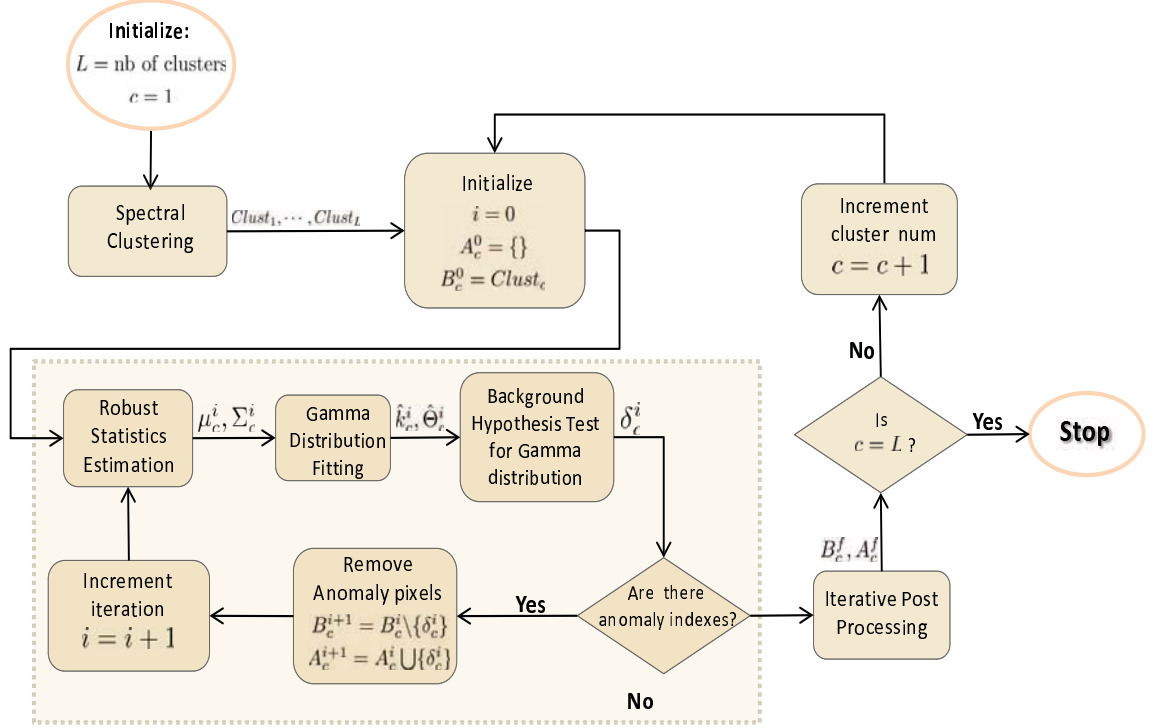 Initialize:
L = nb of clusters
c = 1
Spectral
Clustering
Clust₁, ⋯ , Clust_L
Initialize
i = 0
A_c^0 = {}
B_c^0 = Clust_c
Increment
cluster num
c = c + 1
No
Is
c = L ?
Yes
Stop
Robust
Statistics
Estimation
μ_c^i, Σ_c^i
Gamma
Distribution
Fitting
k̂_c^i, Θ̂_c^i
Background
Hypothesis Test
for Gamma
distribution
δ_c^i
B_c^f, A_c^f
Increment
iteration
i = i + 1
Remove
Anomaly pixels
B_c^{i+1} = B_c^i\{δ_c^i}
A_c^{i+1} = A_c^i ⋃{δ_c^i}
Yes
Are there
anomaly indexes?
No
Iterative Post
Processing